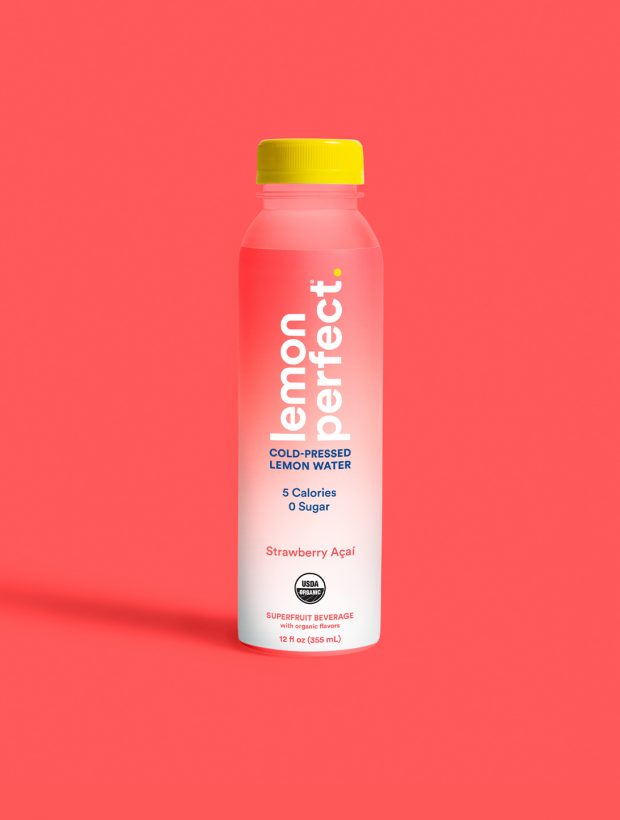 lemon
perfect.
COLD-PRESSED
LEMON WATER
5 Calories
0 Sugar
Strawberry Açaí
USDA
ORGANIC
SUPERFRUIT BEVERAGE
with organic flavors
12 fl oz (355 mL)